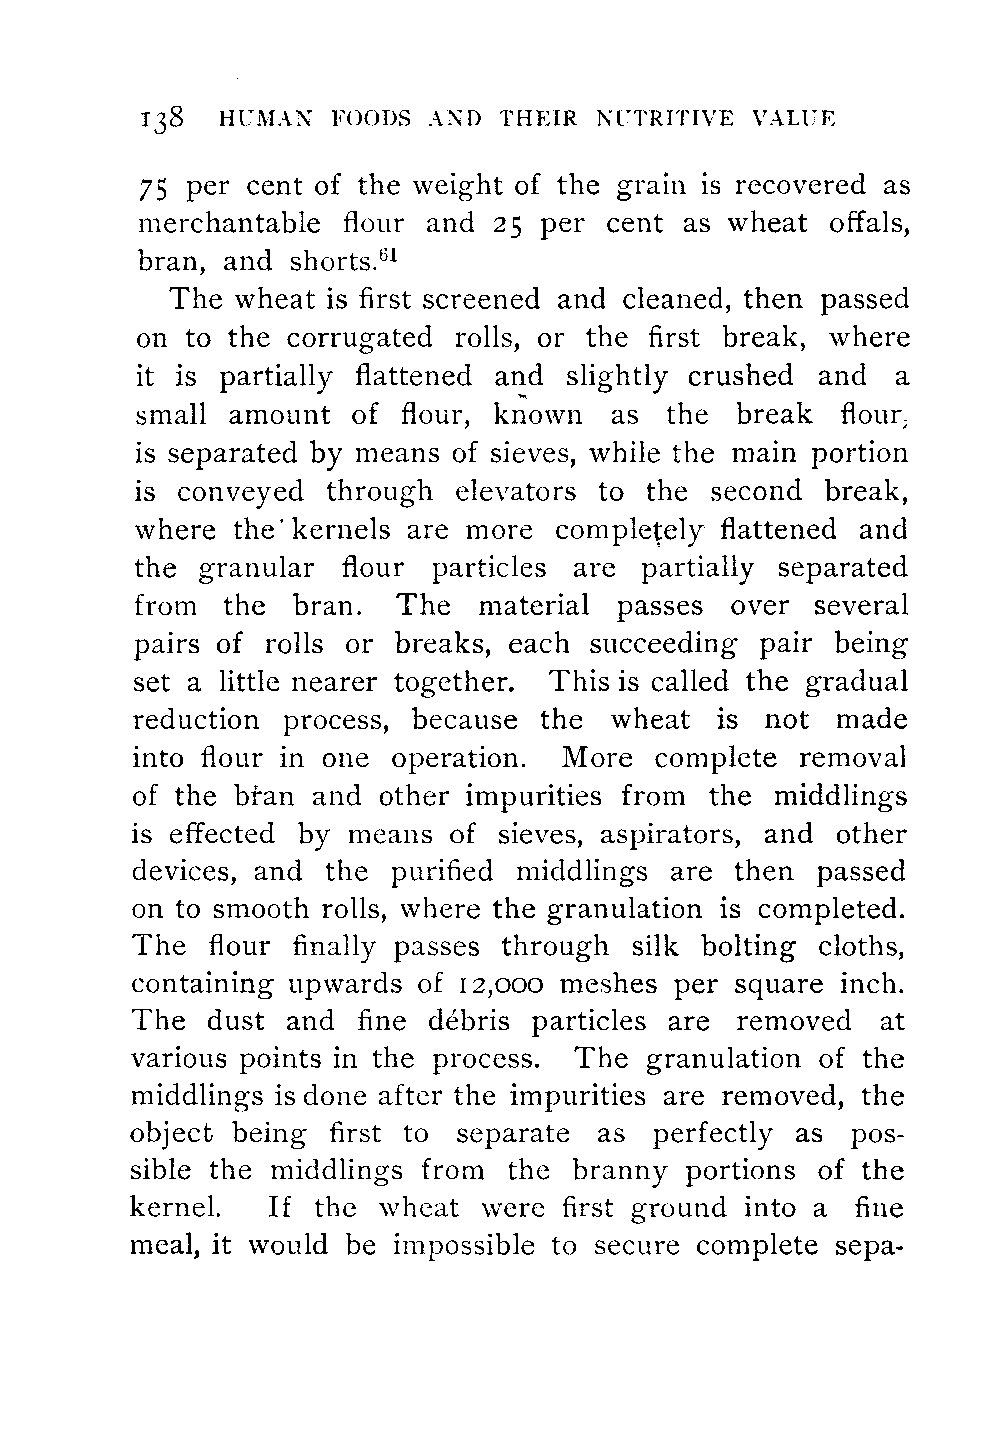 138 HUMAN FOODS AND THEIR NUTRITIVE VALUE
75 per cent of the weight of the grain is recovered as
merchantable flour and 25 per cent as wheat offals,
bran, and shorts.⁶¹
The wheat is first screened and cleaned, then passed
on to the corrugated rolls, or the first break, where
it is partially flattened and slightly crushed and a
small amount of flour, known as the break flour,
is separated by means of sieves, while the main portion
is conveyed through elevators to the second break,
where the kernels are more completely flattened and
the granular flour particles are partially separated
from the bran. The material passes over several
pairs of rolls or breaks, each succeeding pair being
set a little nearer together. This is called the gradual
reduction process, because the wheat is not made
into flour in one operation. More complete removal
of the bran and other impurities from the middlings
is effected by means of sieves, aspirators, and other
devices, and the purified middlings are then passed
on to smooth rolls, where the granulation is completed.
The flour finally passes through silk bolting cloths,
containing upwards of 12,000 meshes per square inch.
The dust and fine débris particles are removed at
various points in the process. The granulation of the
middlings is done after the impurities are removed, the
object being first to separate as perfectly as pos-
sible the middlings from the branny portions of the
kernel. If the wheat were first ground into a fine
meal, it would be impossible to secure complete sepa-